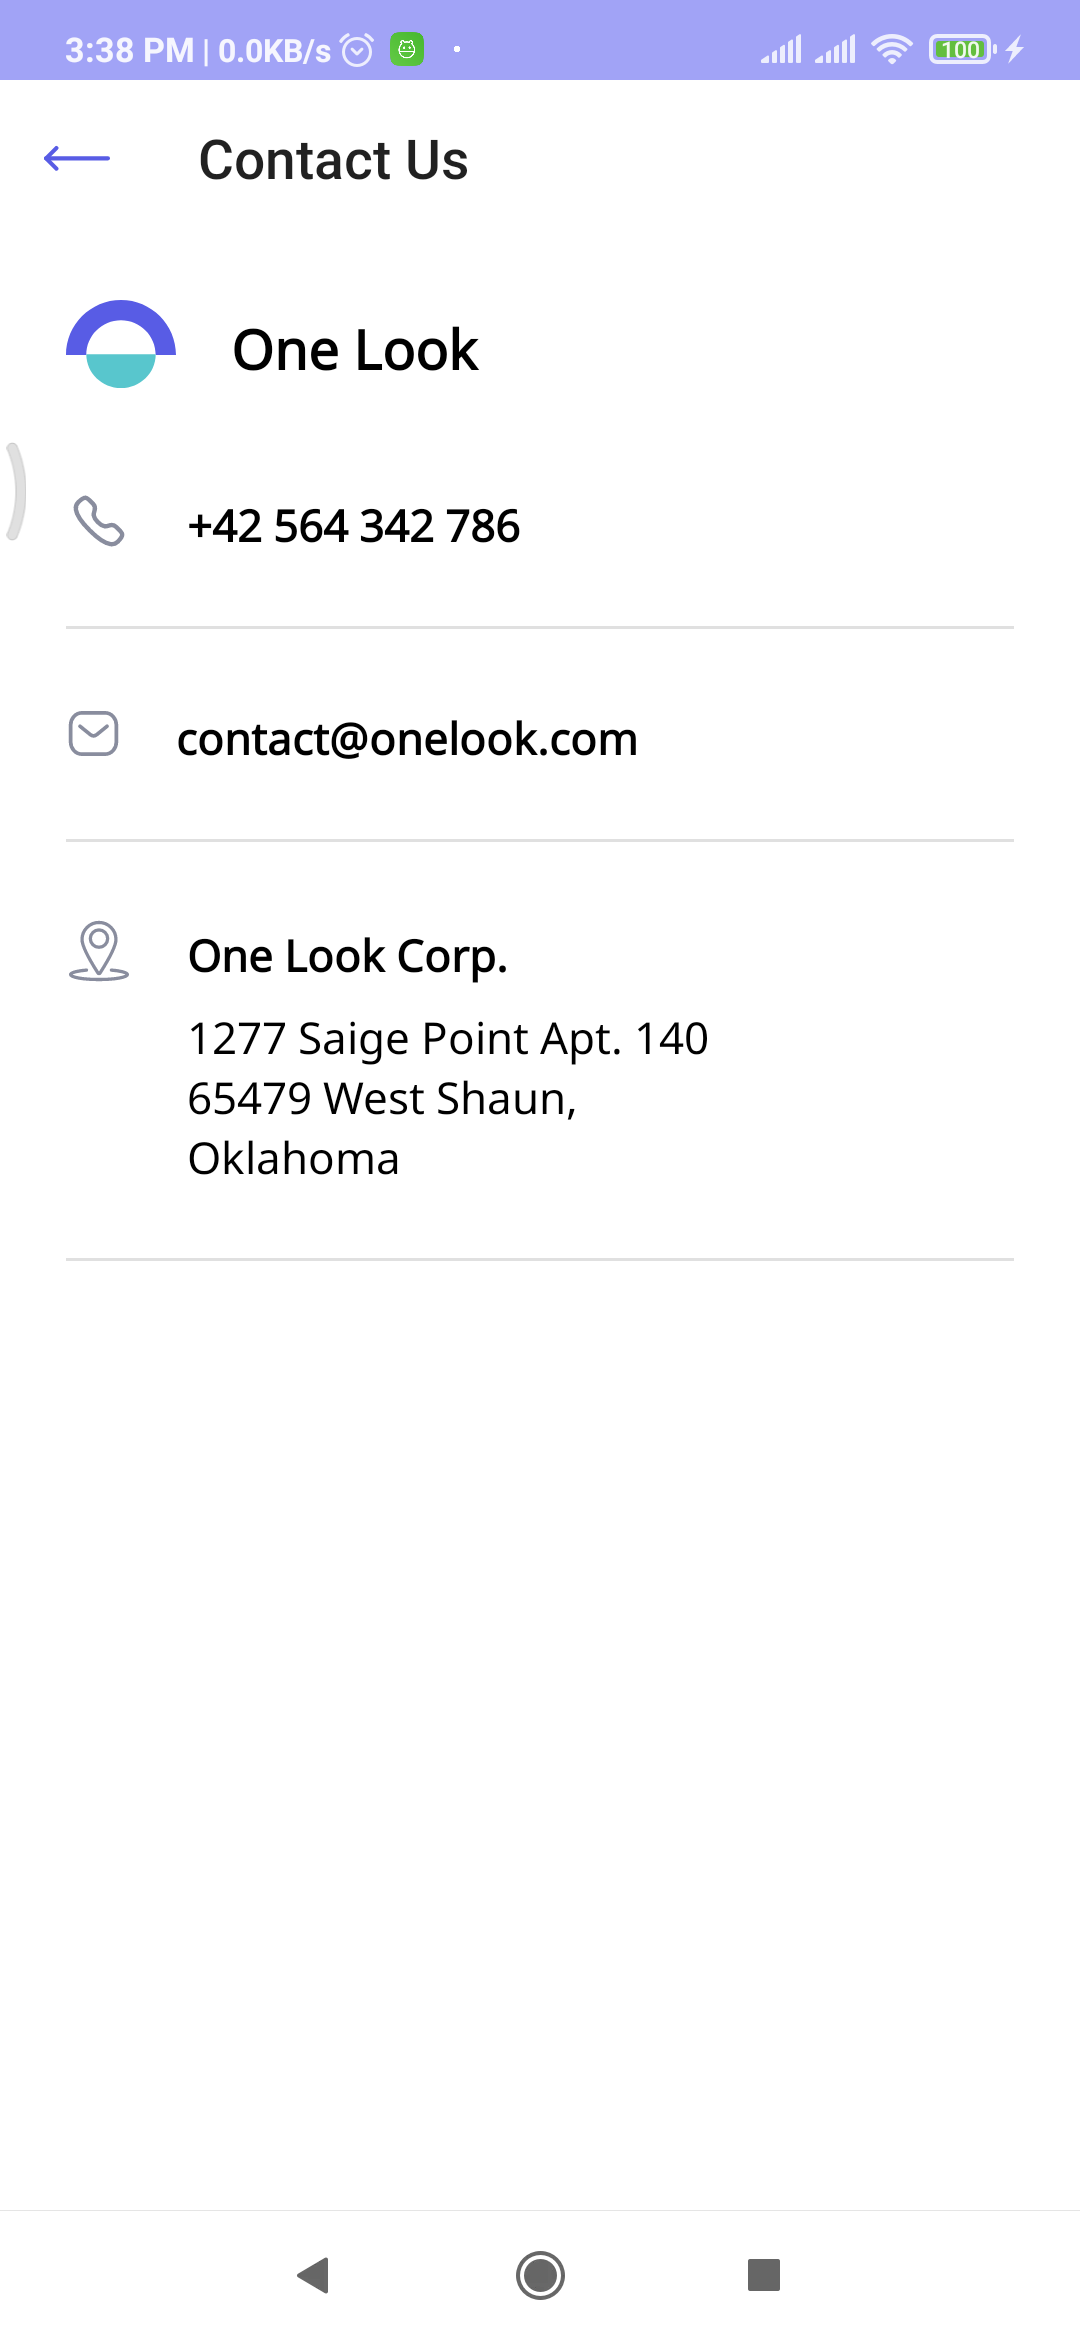 3:38 PM | 0.0KB/s
100
Contact Us
One Look
+42 564 342 786
contact@onelook.com
One Look Corp.
1277 Saige Point Apt. 140
65479 West Shaun,
Oklahoma